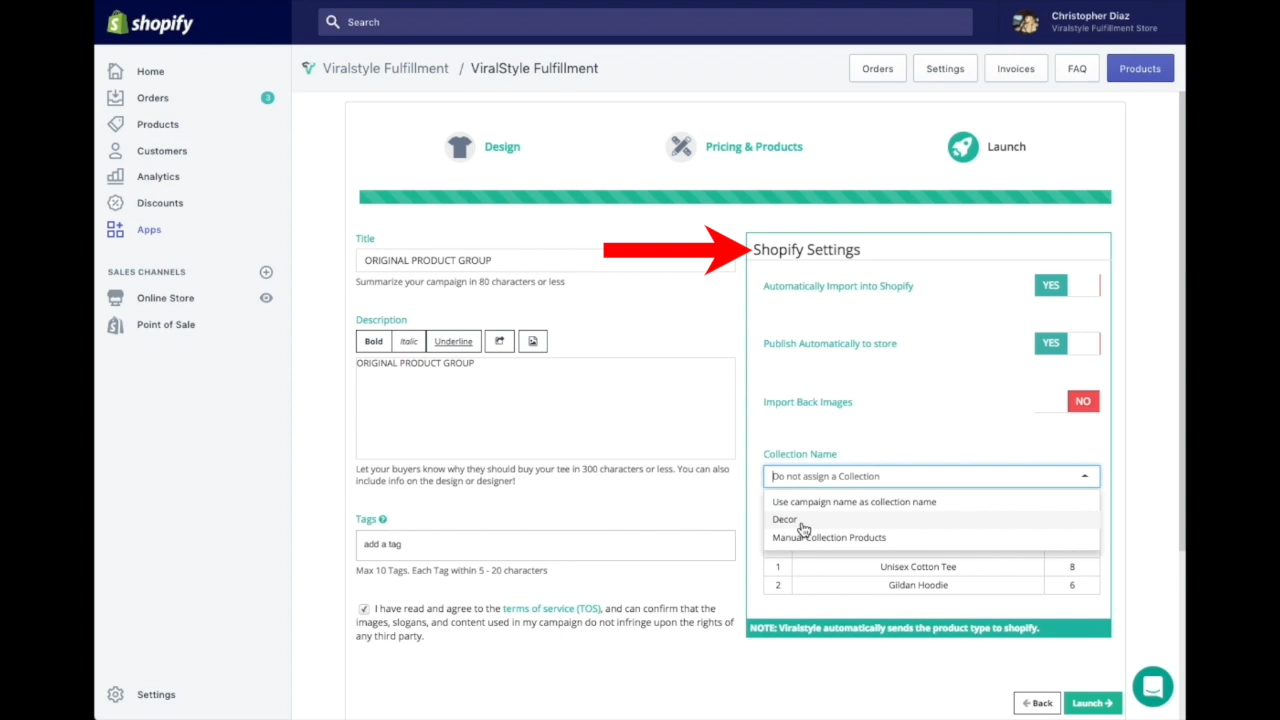 shopify
Search
Christopher Diaz
Viralstyle Fulfillment Store
Home
Orders
3
Products
Customers
Analytics
Discounts
Apps
SALES CHANNELS
Online Store
Point of Sale
Settings
Viralstyle Fulfillment / ViralStyle Fulfillment
Orders
Settings
Invoices
FAQ
Products
Design
Pricing & Products
Launch
Title
ORIGINAL PRODUCT GROUP
Summarize your campaign in 80 characters or less
Description
Bold Italic Underline
ORIGINAL PRODUCT GROUP
Let your buyers know why they should buy your tee in 300 characters or less. You can also
include info on the design or designer!
Tags
add a tag
Max 10 Tags. Each Tag within 5 - 20 characters
I have read and agree to the terms of service (TOS), and can confirm that the
images, slogans, and content used in my campaign do not infringe upon the rights of
any third party.
Shopify Settings
Automatically Import into Shopify YES
Publish Automatically to store YES
Import Back Images NO
Collection Name
Do not assign a Collection
Use campaign name as collection name
Decor
Manual Collection Products
1 Unisex Cotton Tee 8
2 Gildan Hoodie 6
NOTE: Viralstyle automatically sends the product type to shopify.
Back
Launch